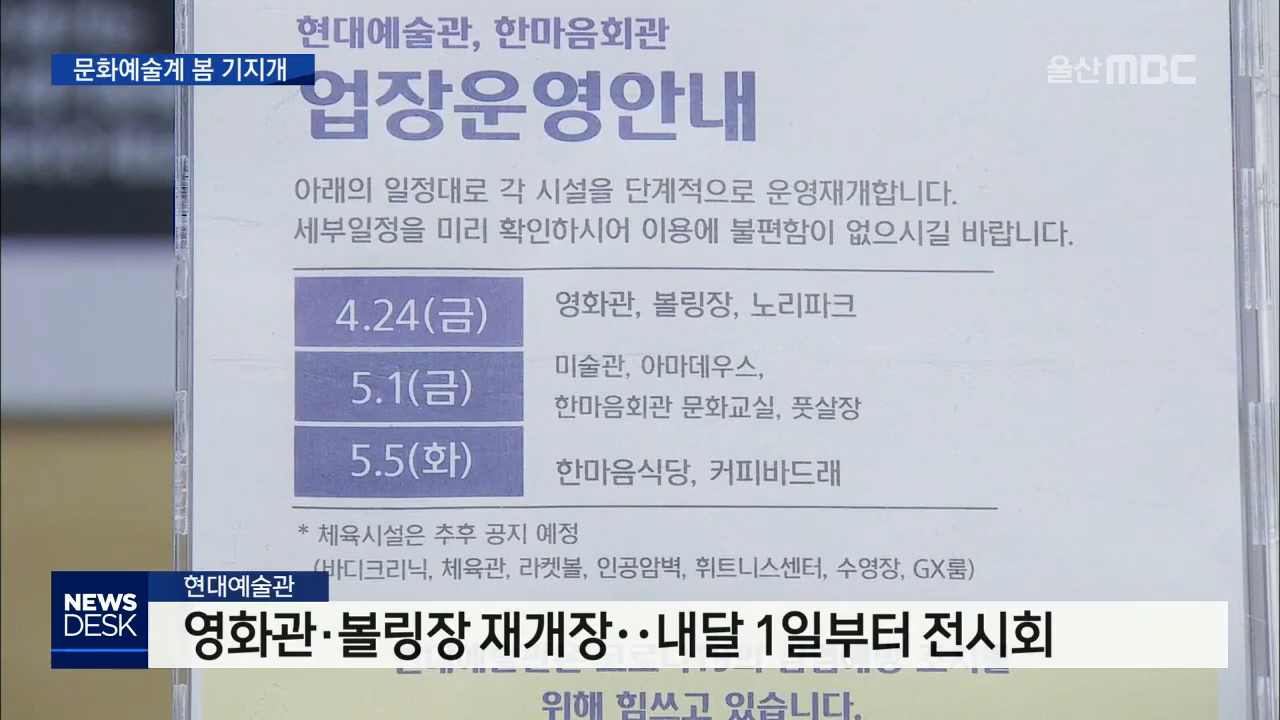 현대예술관, 한마음회관
문화예술계 봄 기지개
울산MBC
업장운영안내
아래의 일정대로 각 시설을 단계적으로 운영재개합니다.
세부일정을 미리 확인하시어 이용에 불편함이 없으시길 바랍니다.
4.24(금) 영화관, 볼링장, 노리파크
5.1(금) 미술관, 아마데우스,
한마음회관 문화교실, 풋살장
5.5(화) 한마음식당, 커피바드래
* 체육시설은 추후 공지 예정
(바디크리닉, 체육관, 라켓볼, 인공암벽, 휘트니스센터, 수영장, GX룸)
현대예술관
NEWS DESK
영화관·볼링장 재개장‥내달 1일부터 전시회
위해 힘쓰고 있습니다.